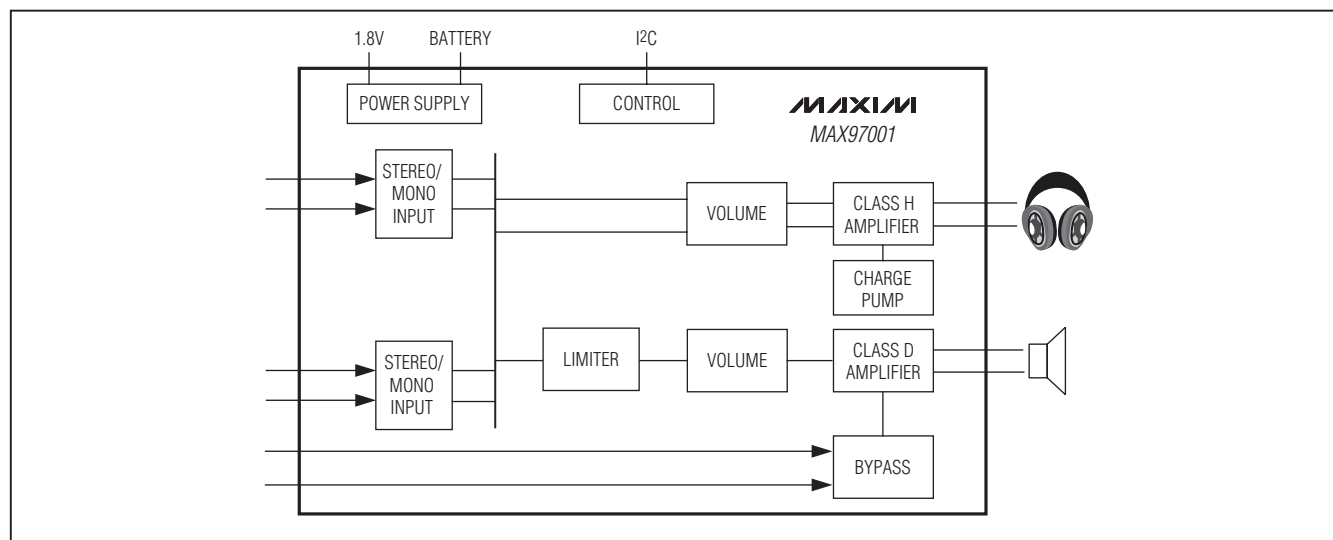 1.8V BATTERY I2C
POWER SUPPLY CONTROL
MAXIM
MAX97001
STEREO/
MONO
INPUT
VOLUME
CLASS H
AMPLIFIER
CHARGE
PUMP
STEREO/
MONO
INPUT
LIMITER
VOLUME
CLASS D
AMPLIFIER
BYPASS